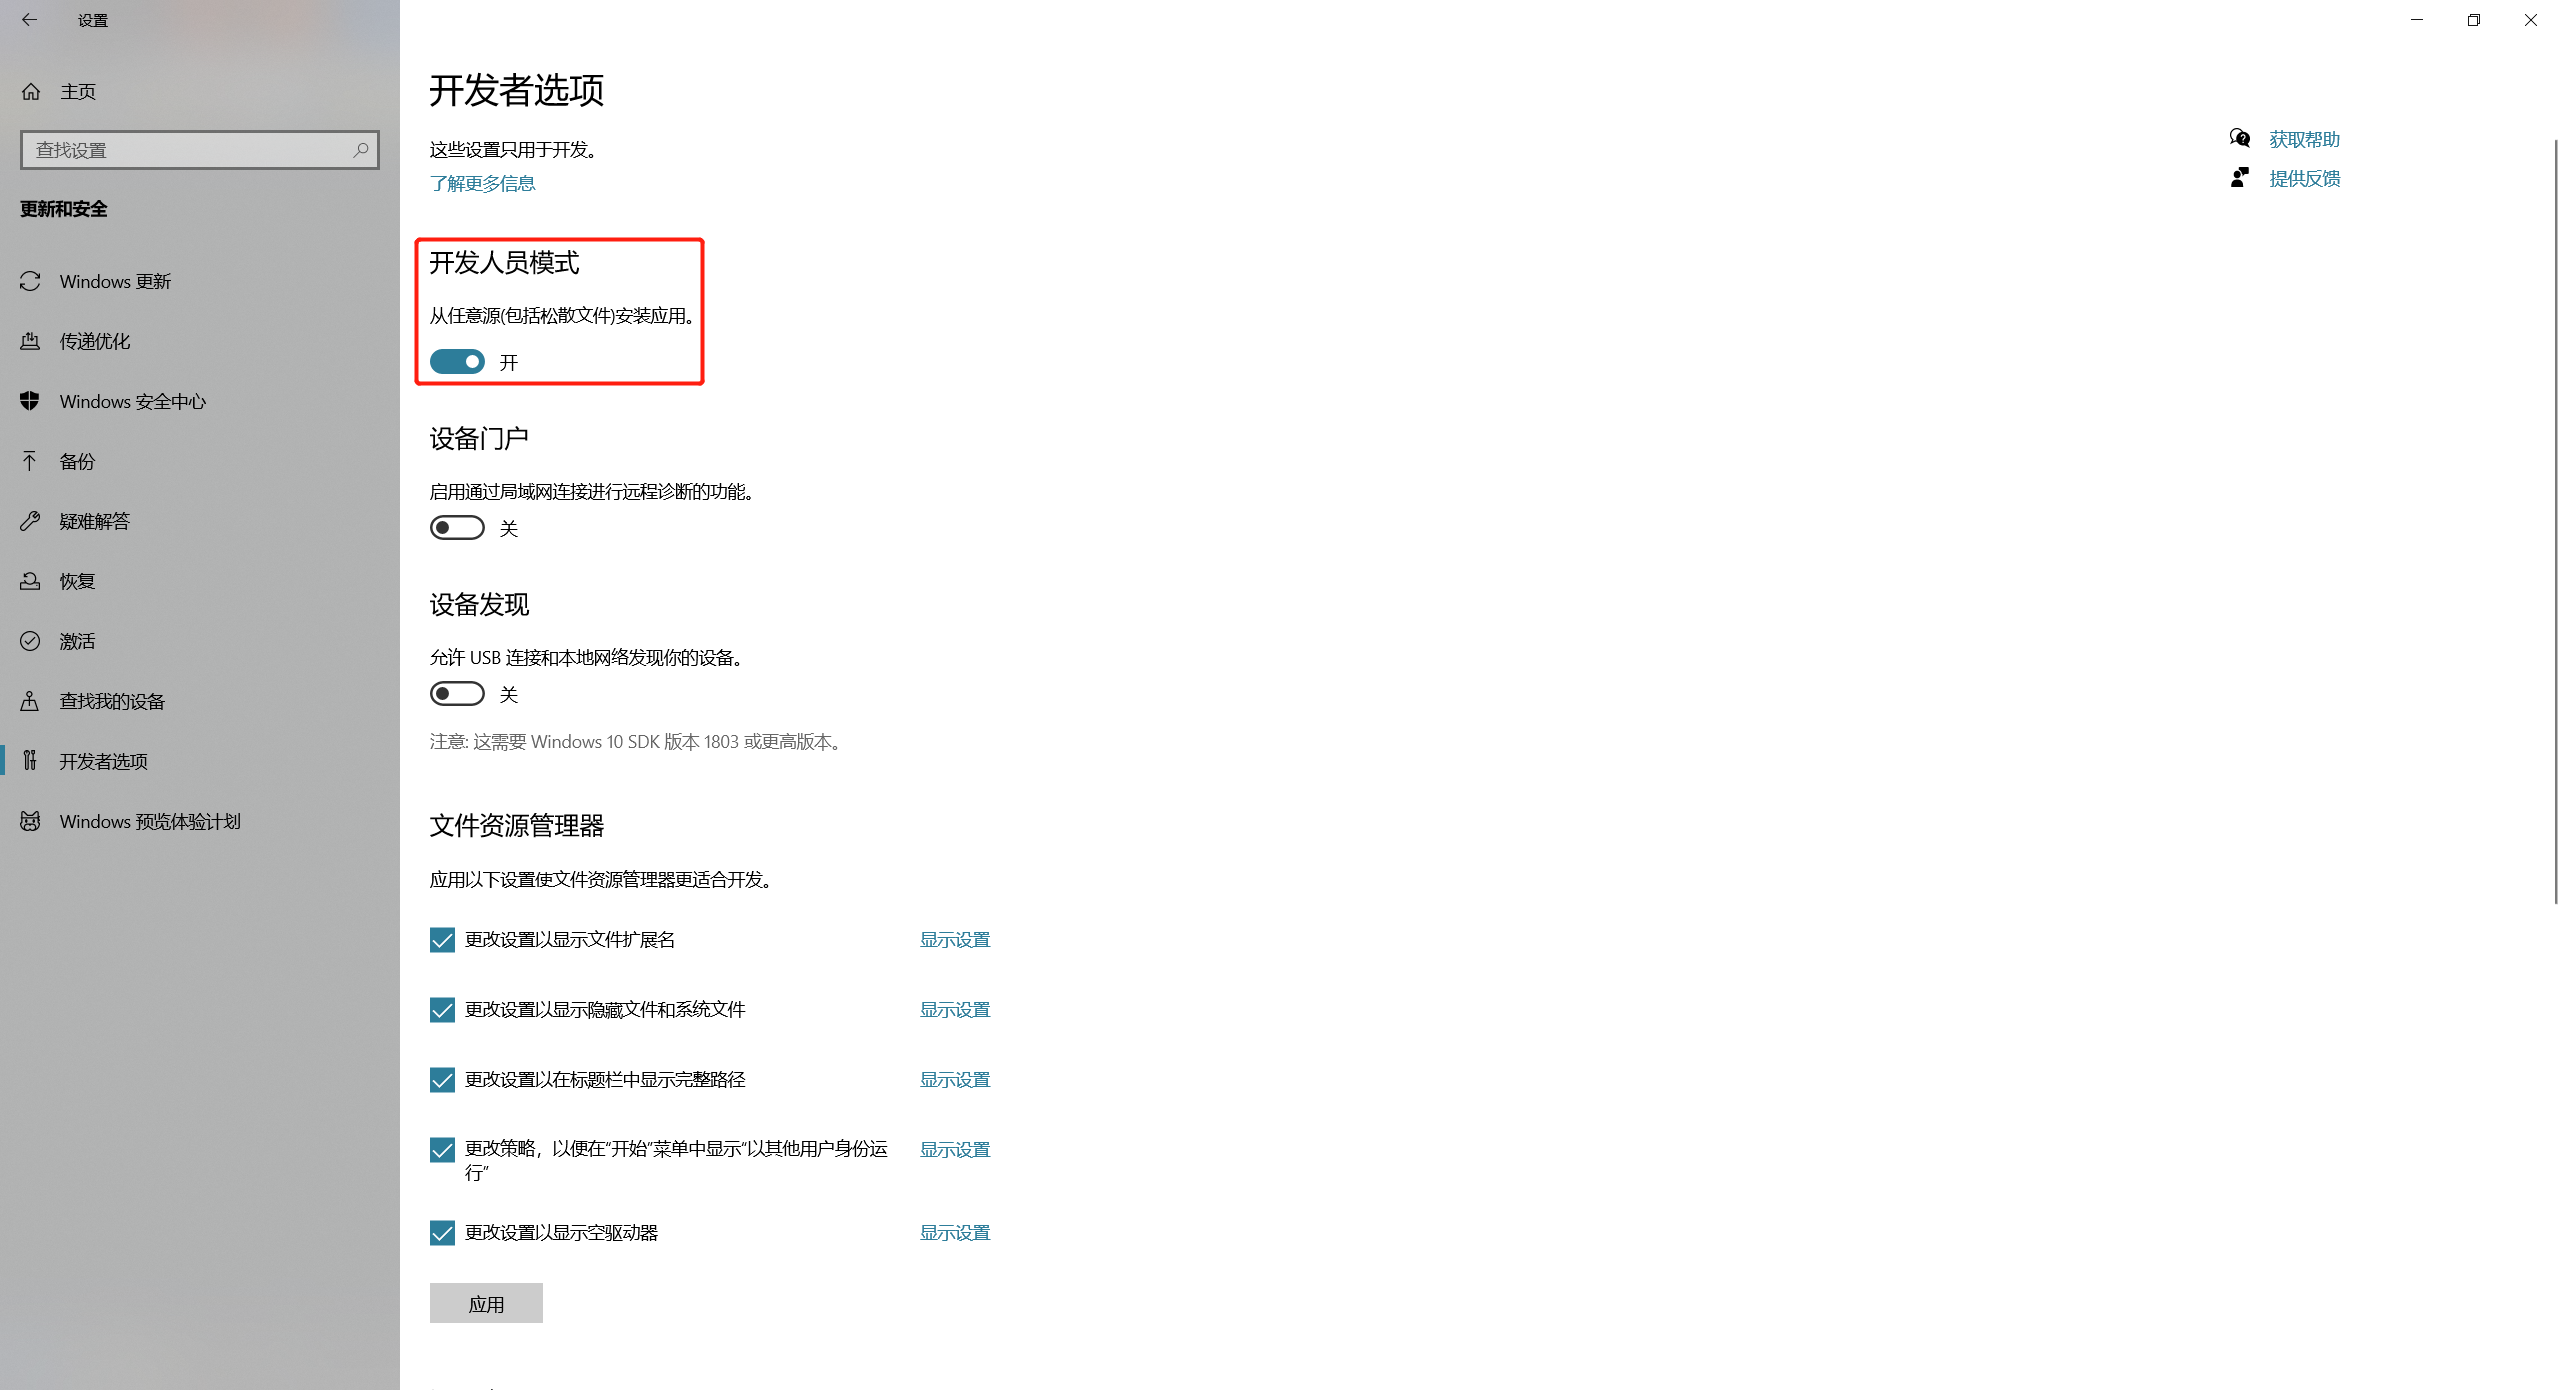 设置
主页
查找设置
更新和安全
Windows 更新
传递优化
Windows 安全中心
备份
疑难解答
恢复
激活
查找我的设备
开发者选项
Windows 预览体验计划
开发者选项
这些设置只用于开发。
了解更多信息
获取帮助
提供反馈
开发人员模式
从任意源(包括松散文件)安装应用。
开
设备门户
启用通过局域网连接进行远程诊断的功能。
关
设备发现
允许 USB 连接和本地网络发现你的设备。
关
注意: 这需要 Windows 10 SDK 版本 1803 或更高版本。
文件资源管理器
应用以下设置使文件资源管理器更适合开发。
更改设置以显示文件扩展名 显示设置
更改设置以显示隐藏文件和系统文件 显示设置
更改设置以在标题栏中显示完整路径 显示设置
更改策略，以便在“开始”菜单中显示“以其他用户身份运 显示设置
行”
更改设置以显示空驱动器 显示设置
应用